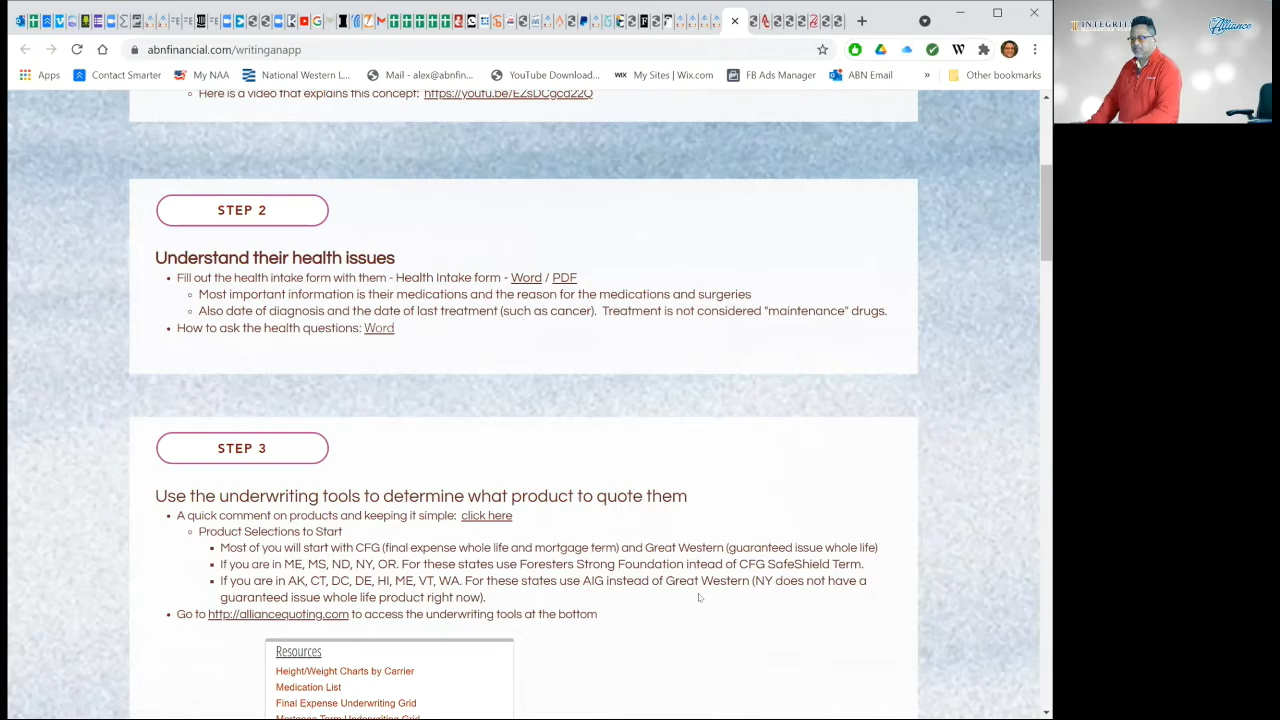 abnfinancial.com/writinganapp
Apps
Contact Smarter
My NAA
National Western L...
Mail - alex@abnfin...
YouTube Download...
WiX
My Sites | Wix.com
FB Ads Manager
ABN Email
»
Other bookmarks
INTEGRITY
Alliance
Here is a video that explains this concept: https://youtu.be/EZsDCgcd22Q
STEP 2
Understand their health issues
Fill out the health intake form with them - Health Intake form - Word / PDF
Most important information is their medications and the reason for the medications and surgeries
Also date of diagnosis and the date of last treatment (such as cancer). Treatment is not considered "maintenance" drugs.
How to ask the health questions: Word
STEP 3
Use the underwriting tools to determine what product to quote them
A quick comment on products and keeping it simple: click here
Product Selections to Start
Most of you will start with CFG (final expense whole life and mortgage term) and Great Western (guaranteed issue whole life)
If you are in ME, MS, ND, NY, OR. For these states use Foresters Strong Foundation intead of CFG SafeShield Term.
If you are in AK, CT, DC, DE, HI, ME, VT, WA. For these states use AIG instead of Great Western (NY does not have a
guaranteed issue whole life product right now).
Go to http://alliancequoting.com to access the underwriting tools at the bottom
Resources
Height/Weight Charts by Carrier
Medication List
Final Expense Underwriting Grid
Mortgage Term Underwriting Grid